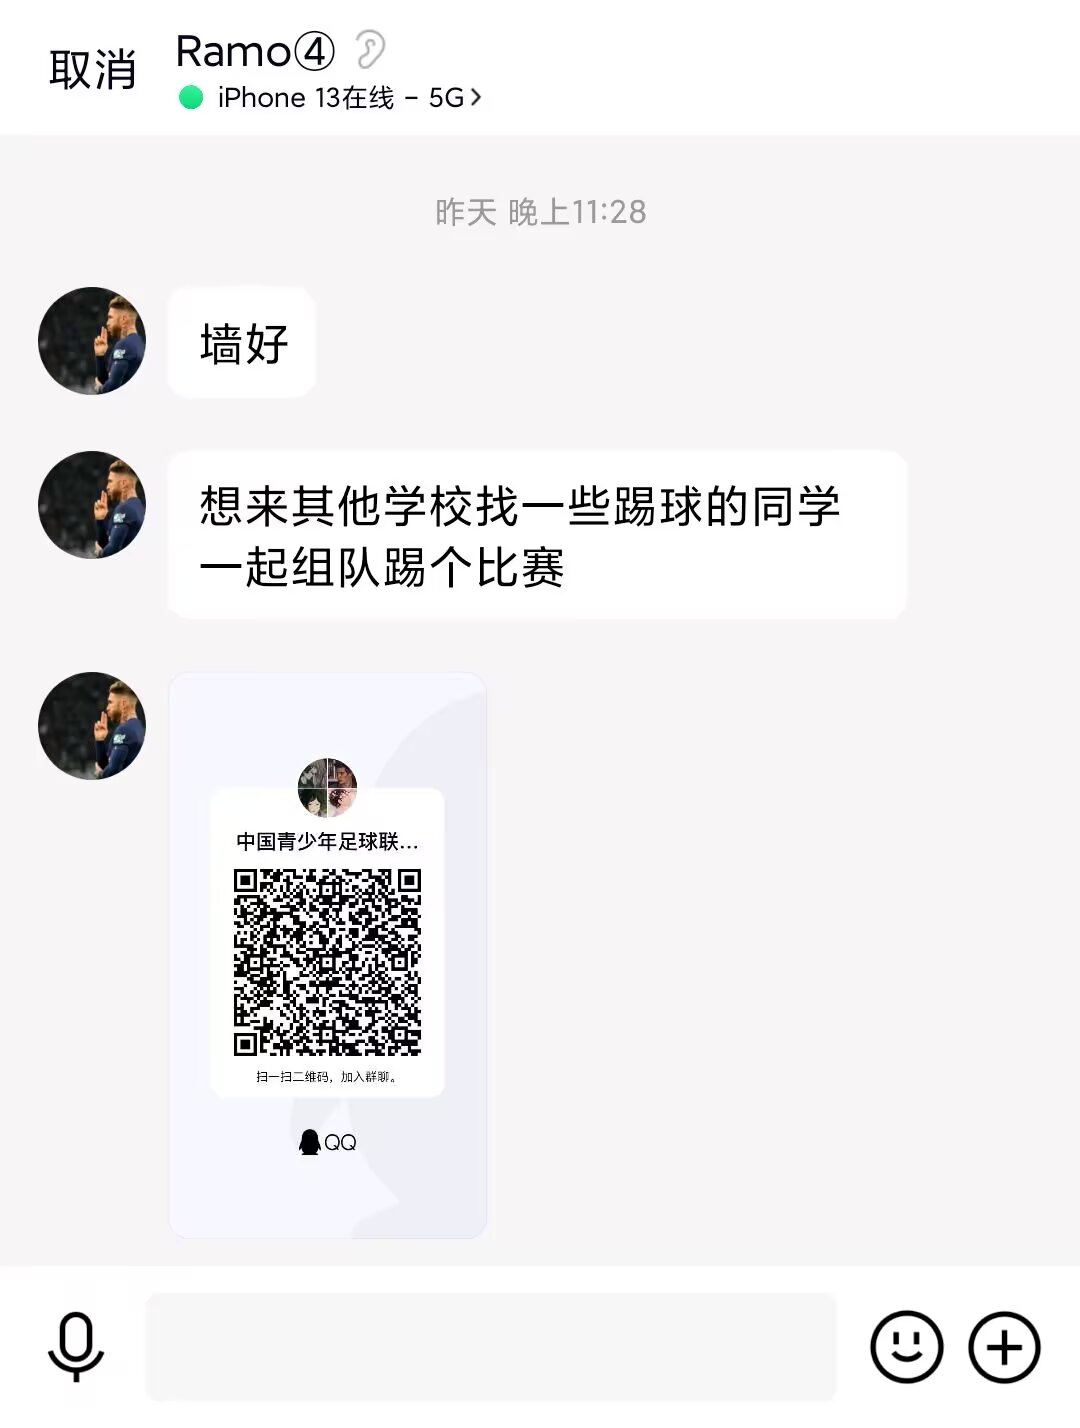 取消
Ramo④
iPhone 13在线 - 5G>
昨天 晚上11:28
墙好
想来其他学校找一些踢球的同学
一起组队踢个比赛
中国青少年足球联...
扫一扫二维码，加入群聊。
QQ